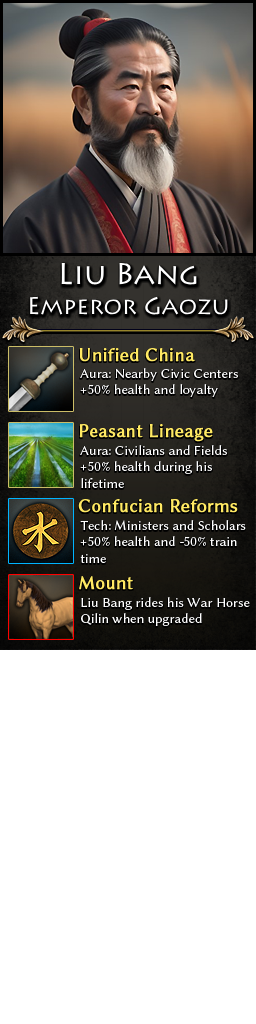 Liu Bang
Emperor Gaozu
Unified China
Aura: Nearby Civic Centers
+50% health and loyalty
Peasant Lineage
Aura: Civilians and Fields
+50% health during his
lifetime
Confucian Reforms
Tech: Ministers and Scholars
+50% health and -50% train
time
水
Mount
Liu Bang rides his War Horse
Qilin when upgraded